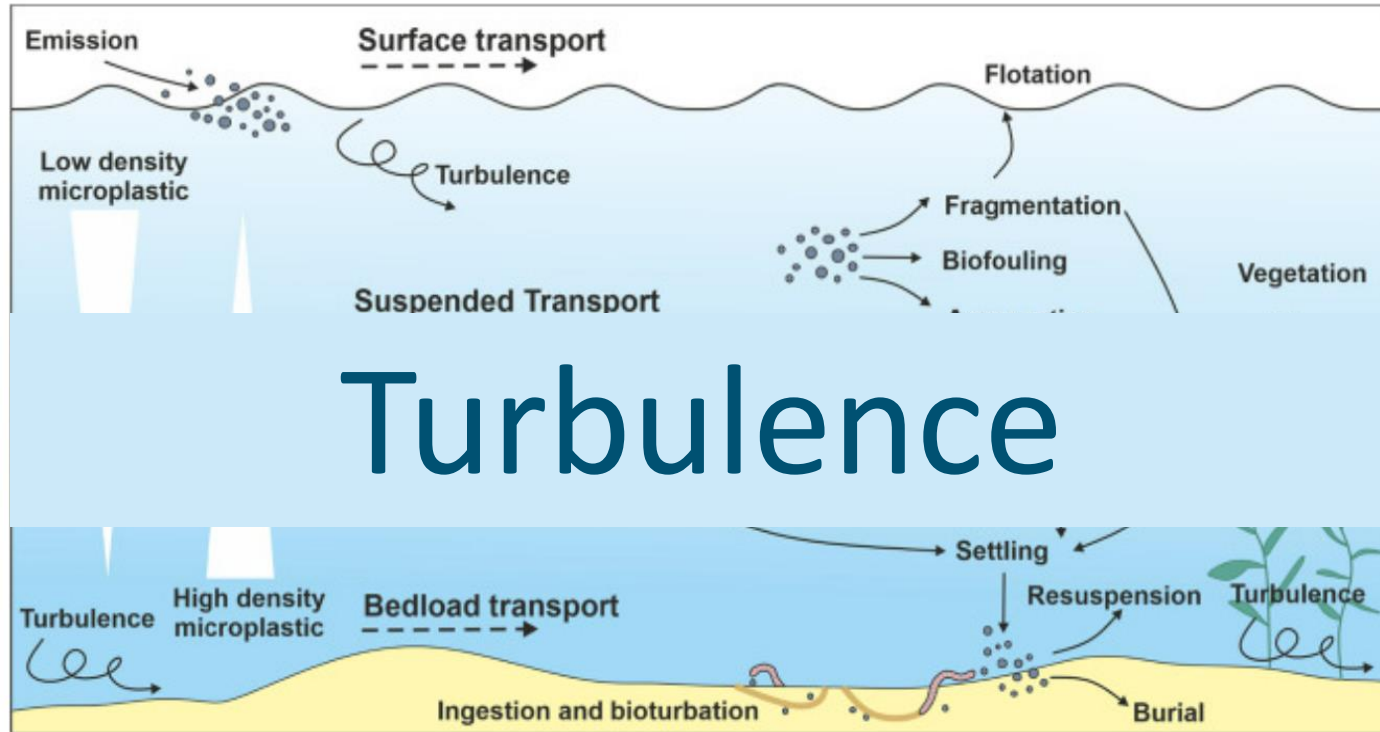 Emission
Surface transport
Flotation
Low density
microplastic
Turbulence
Fragmentation
Biofouling
Vegetation
Suspended Transport
Turbulence
Settling
Resuspension
Turbulence
High density
microplastic
Bedload transport
Turbulence
Ingestion and bioturbation
Burial